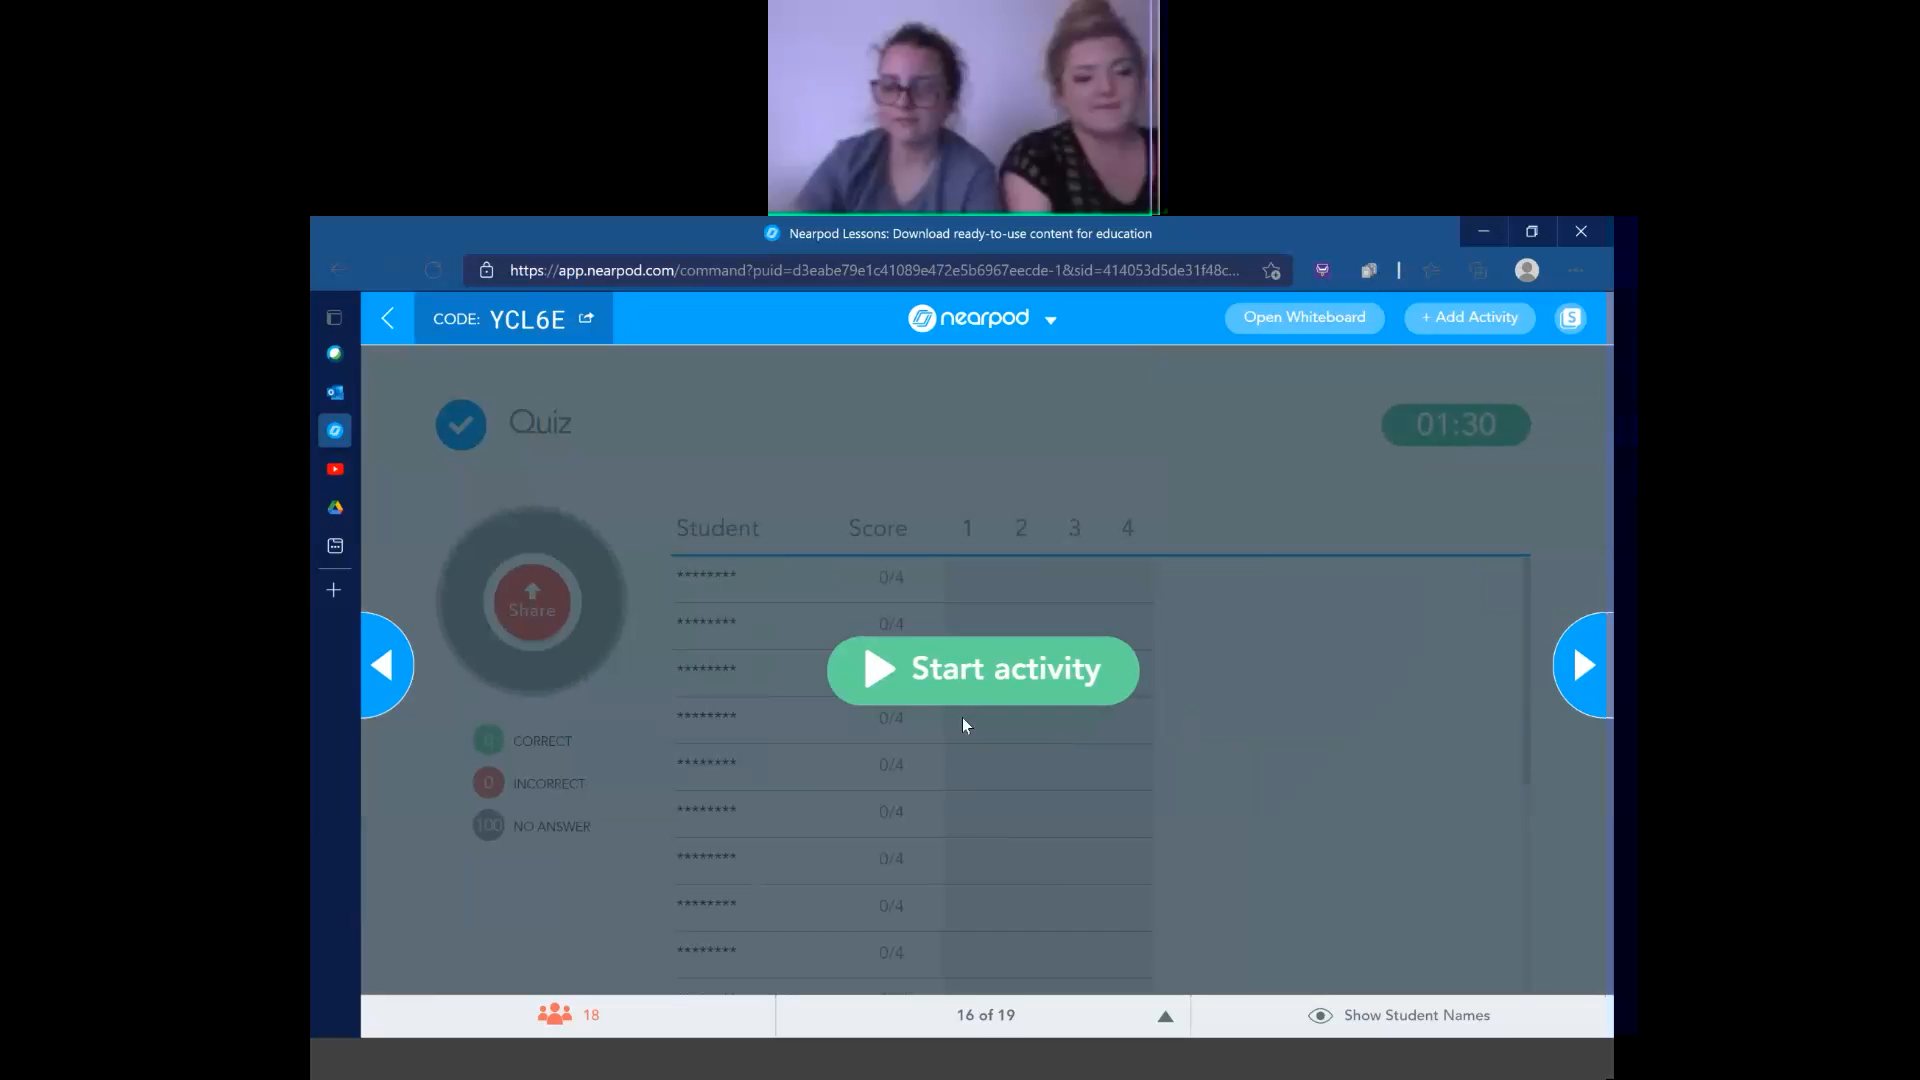 Nearpod Lessons: Download ready-to-use content for education
https://app.nearpod.com/command?puid=d3eabe79e1c41089e472e5b6967eecde-1&sid=414053d5de31f48c...
CODE: YCL6E
nearpod
Open Whiteboard
+ Add Activity
S
Quiz
01:30
Student Score 1 2 3 4
******** 0/4
******** 0/4
********
Share
Start activity
******** 0/4
0 CORRECT
******** 0/4
0 INCORRECT
******** 0/4
100 NO ANSWER
******** 0/4
******** 0/4
******** 0/4
18
16 of 19
Show Student Names